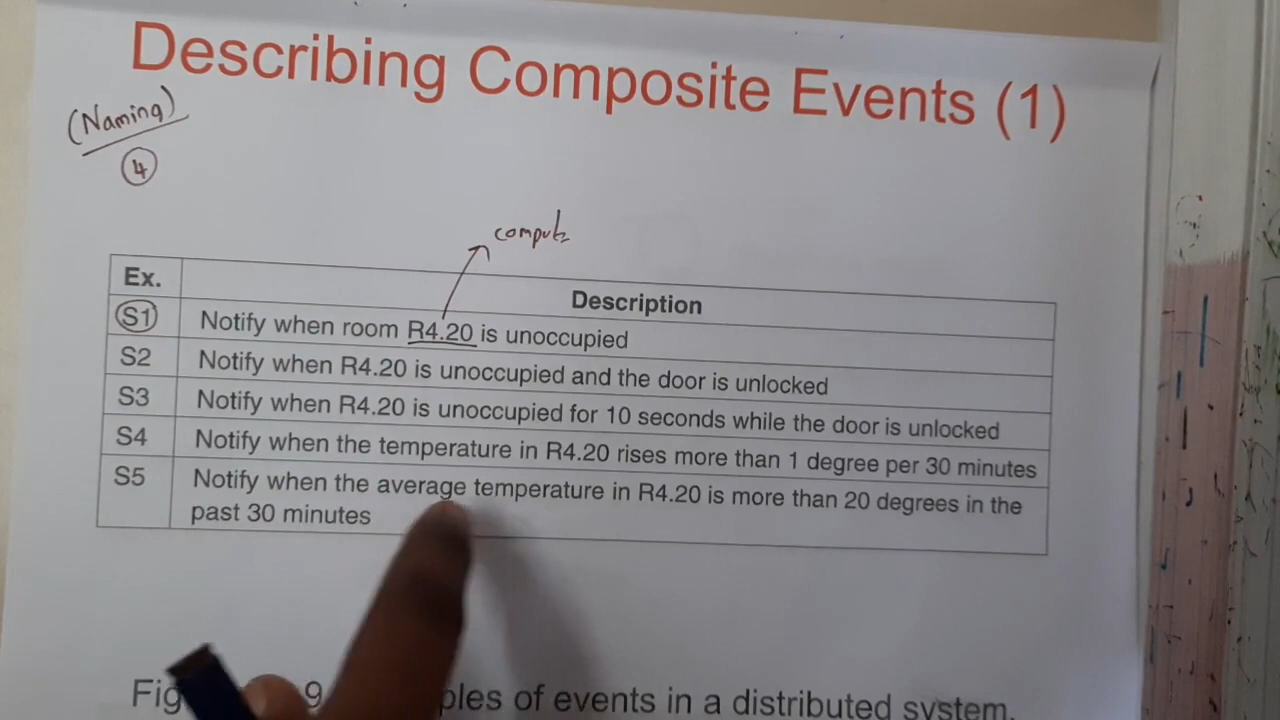 Describing Composite Events (1)
(Naming)
4
compute
Ex.
Description
S1 Notify when room R4.20 is unoccupied
S2 Notify when R4.20 is unoccupied and the door is unlocked
S3 Notify when R4.20 is unoccupied for 10 seconds while the door is unlocked
S4 Notify when the temperature in R4.20 rises more than 1 degree per 30 minutes
S5 Notify when the average temperature in R4.20 is more than 20 degrees in the
past 30 minutes
of events in a distributed system.